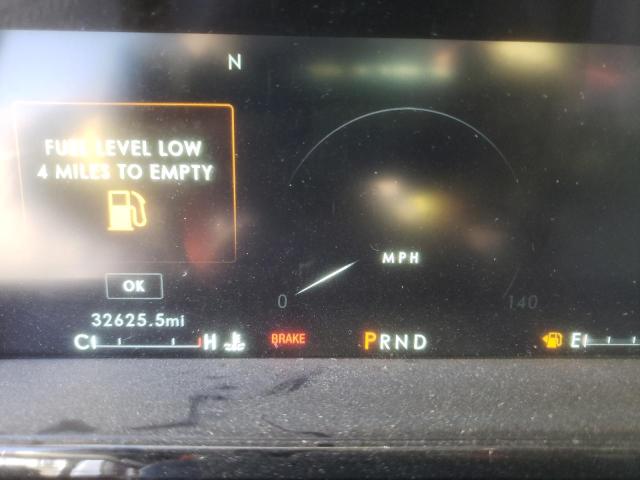 N
FUEL LEVEL LOW
4 MILES TO EMPTY
OK
MPH
0
140
32625.5mi
C H BRAKE PRND E